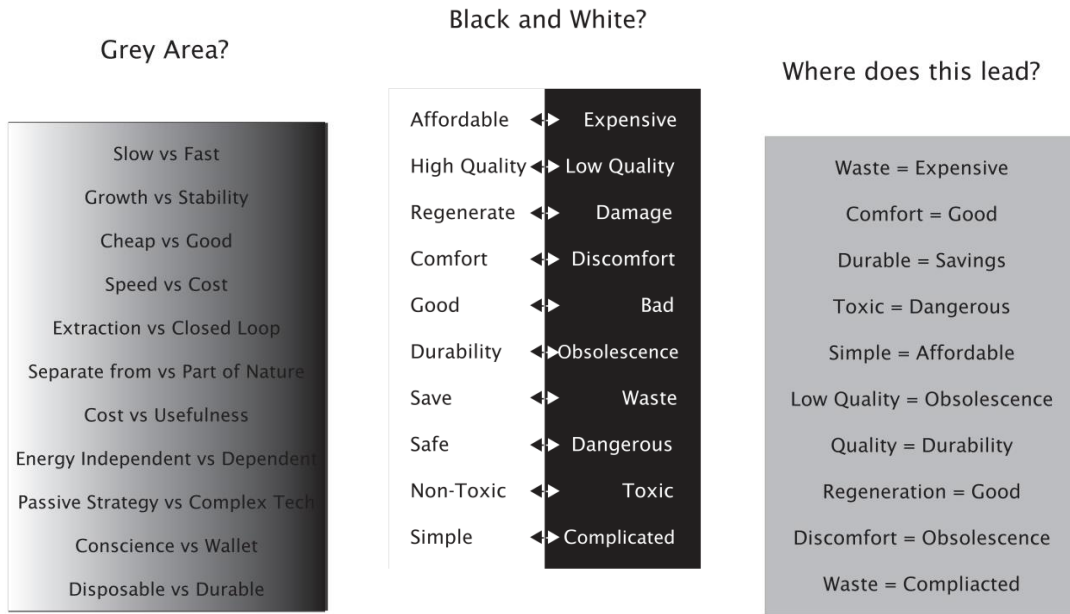 Grey Area?
Slow vs Fast
Growth vs Stability
Cheap vs Good
Speed vs Cost
Extraction vs Closed Loop
Separate from vs Part of Nature
Cost vs Usefulness
Energy Independent vs Dependent
Passive Strategy vs Complex Tech
Conscience vs Wallet
Disposable vs Durable
Black and White?
Affordable Expensive
High Quality Low Quality
Regenerate Damage
Comfort Discomfort
Good Bad
Durability Obsolescence
Save Waste
Safe Dangerous
Non-Toxic Toxic
Simple Complicated
Where does this lead?
Waste = Expensive
Comfort = Good
Durable = Savings
Toxic = Dangerous
Simple = Affordable
Low Quality = Obsolescence
Quality = Durability
Regeneration = Good
Discomfort = Obsolescence
Waste = Compliacted